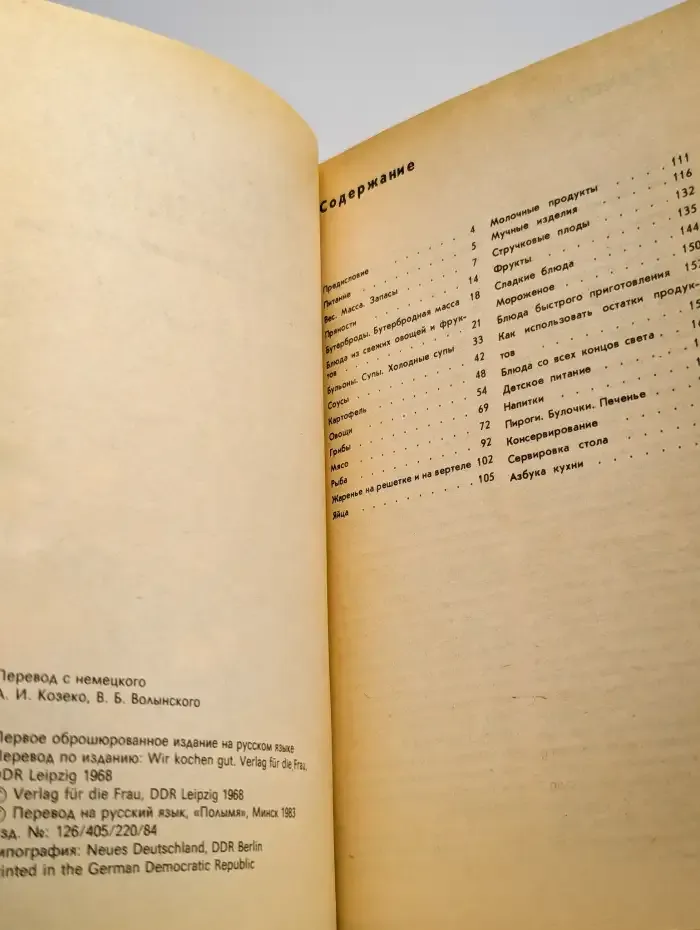 Перевод с немецкого
А. И. Козеко, В. Б. Волынского
Первое оброшюрованное издание на русском языке
Перевод по изданию: Wir kochen gut. Verlag für die Frau,
DDR Leipzig 1968
© Verlag für die Frau, DDR Leipzig 1968
© Перевод на русский язык, «Полымя», Минск 1983
Изд. №: 126/405/220/84
Типография: Neues Deutschland, DDR Berlin
Printed in the German Democratic Republic
Содержание
Предисловие . . . . . 4
Питание . . . . . 5
Вес. Масса. Запасы . . . . . 7
Пряности . . . . . 14
Бутерброды. Бутербродная масса 18
Блюда из свежих овощей и фрук-
тов . . . . . 21
Бульоны. Супы. Холодные супы 33
Соусы . . . . . 42
Картофель . . . . . 48
Овощи . . . . . 54
Грибы . . . . . 69
Мясо . . . . . 72
Рыба . . . . . 92
Жаренье на решетке и на вертеле 102
Яйца . . . . . 105
Молочные продукты . . . . 111
Мучные изделия . . . . . 116
Стручковые плоды . . . . . 132
Фрукты . . . . . 135
Сладкие блюда . . . . . 144
Мороженое . . . . . 150
Блюда быстрого приготовления
Как использовать остатки продук-
тов . . . . .
Блюда со всех концов света .
Детское питание . . . . .
Напитки . . . . .
Пироги. Булочки. Печенье .
Консервирование . . . . .
Сервировка стола . . . . .
Азбука кухни . . . . .